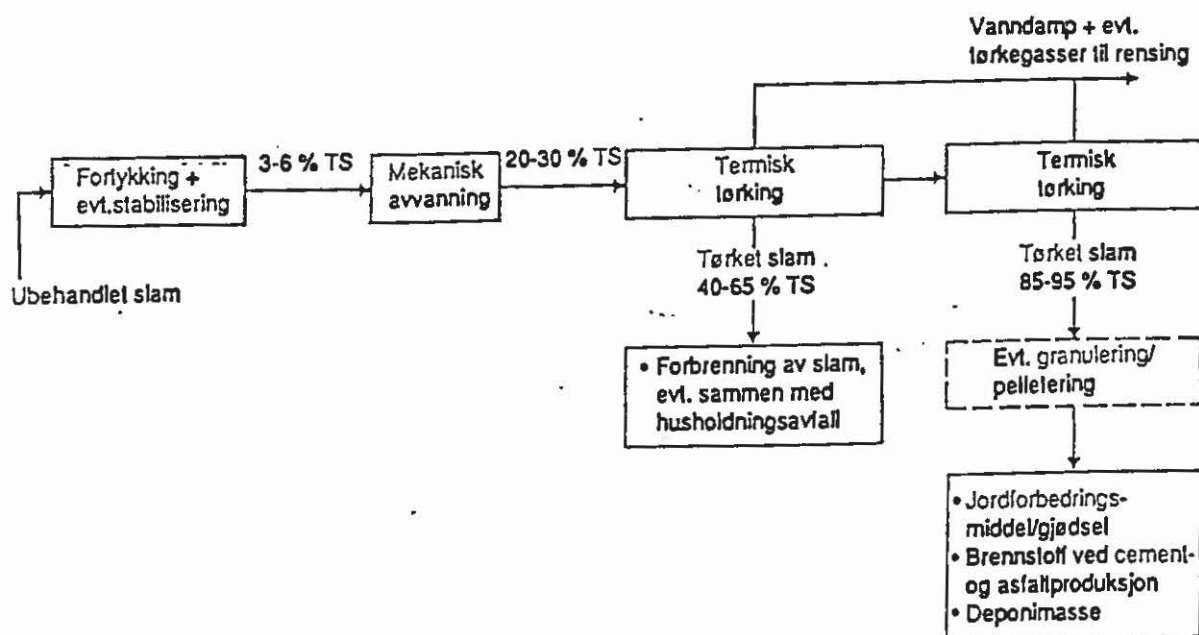 Vanndamp + evt.
tørkegasser til rensing
Fortykking +
evt.stabilisering
3-6 % TS
Mekanisk
avvanning
20-30 % TS
Termisk
tørking
Termisk
tørking
Ubehandlet slam
Tørket slam
40-65 % TS
Tørket slam
85-95 % TS
• Forbrenning av slam,
evt. sammen med
husholdningsavfall
Evt. granulering/
pelletering
• Jordforbedrings-
middel/gjødsel
• Brennstoff ved cement-
og asfaltproduksjon
• Deponimasse